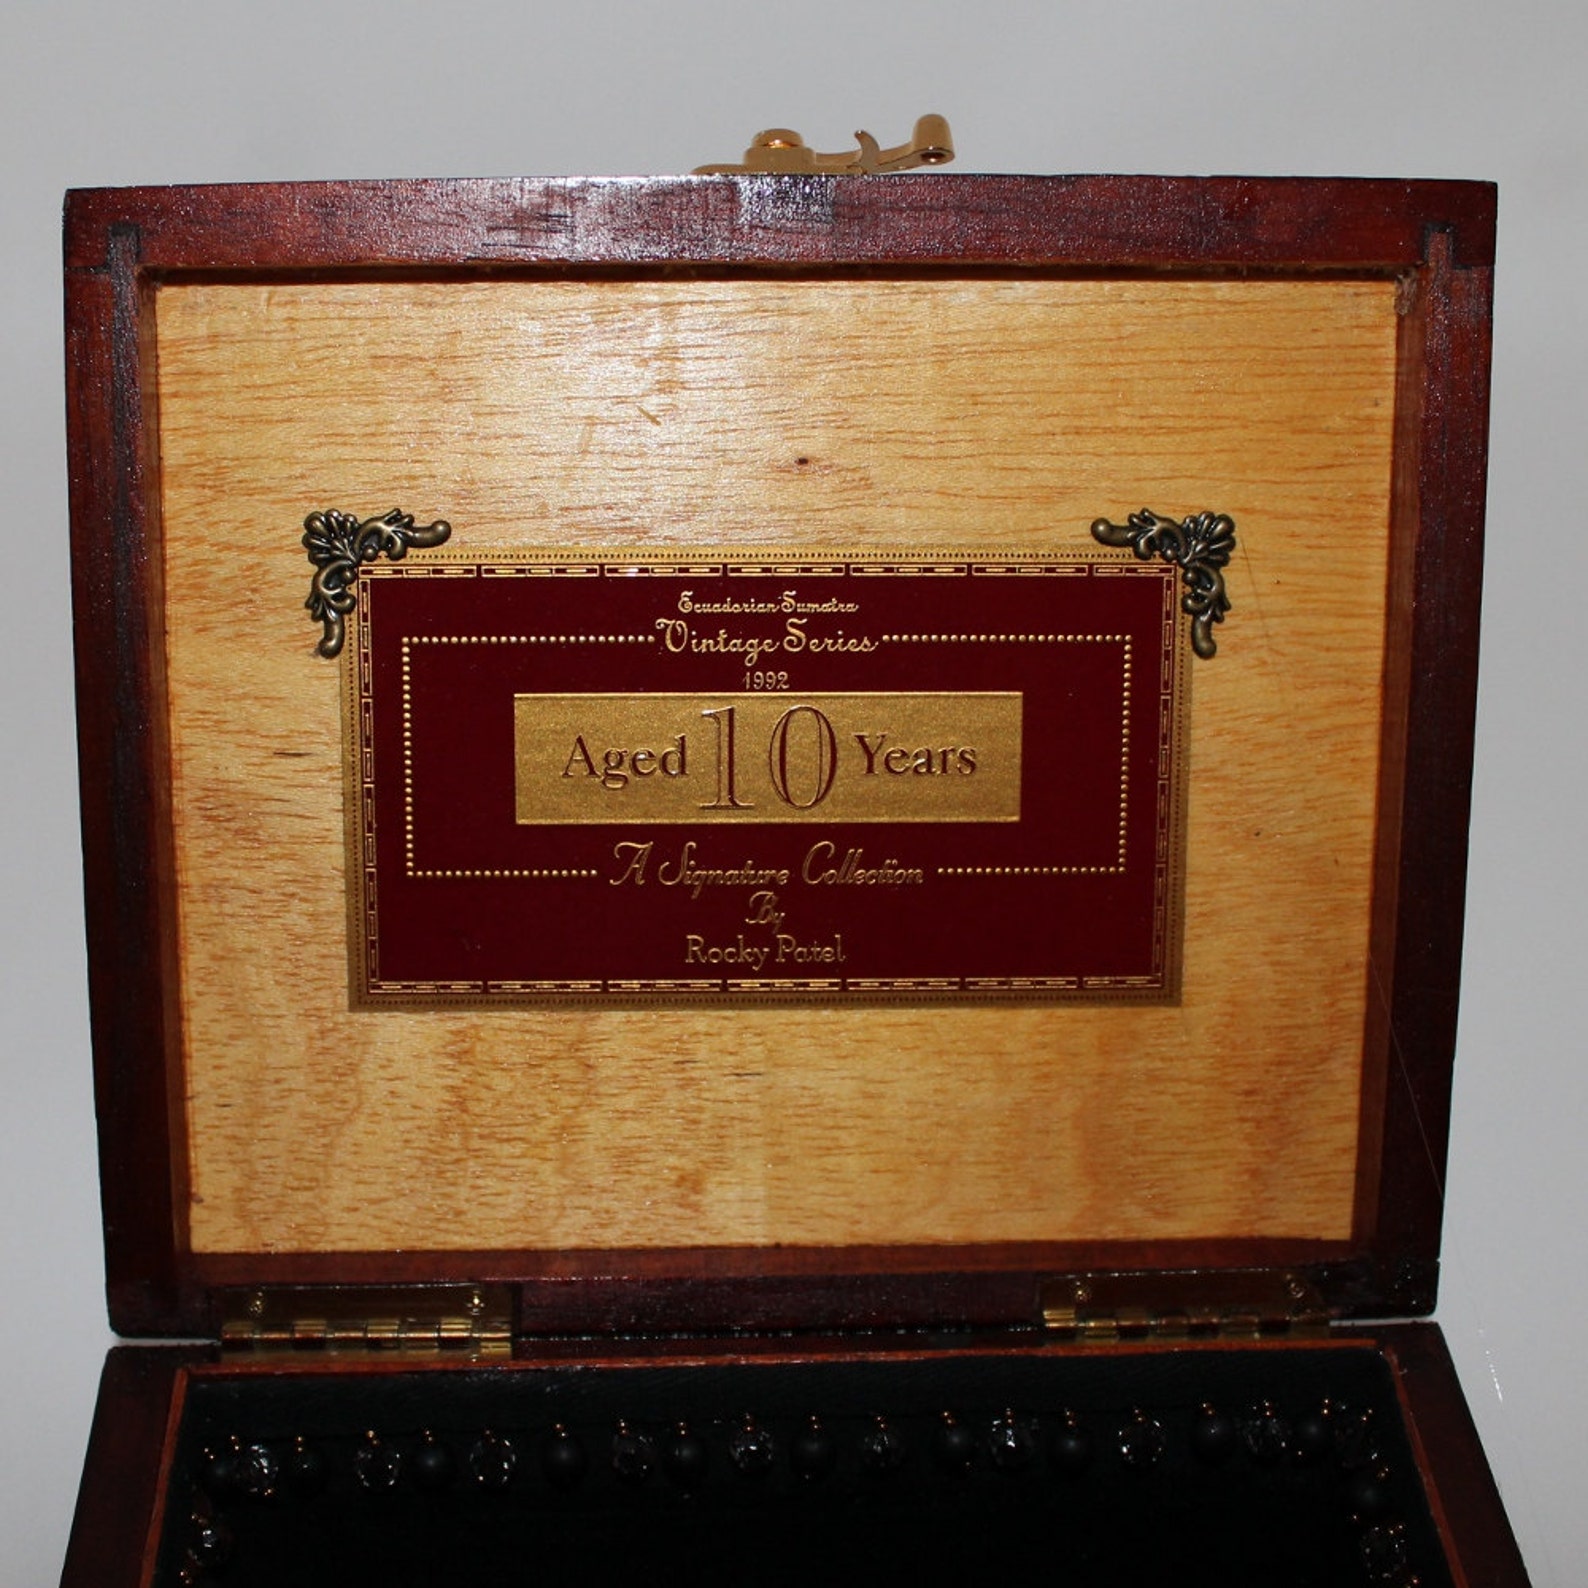 Ecuadorian Sumatra
Vintage Series
1992
Aged 10 Years
A Signature Collection
By
Rocky Patel